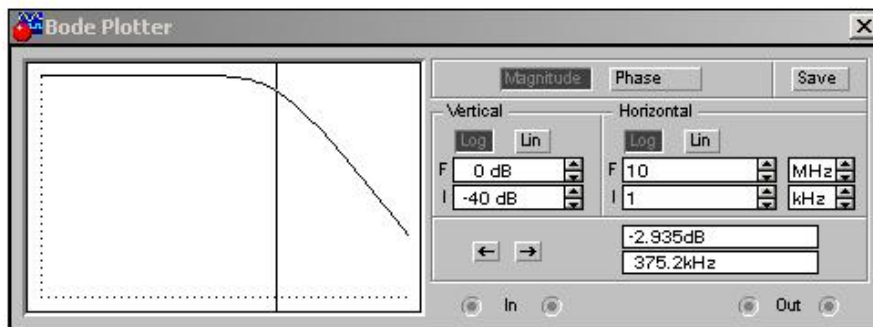 Bode Plotter
Magnitude Phase Save
Vertical Horizontal
Log Lin Log Lin
F 0 dB F 10 MHz
I -40 dB I 1 kHz
-2.935dB
375.2kHz
In Out